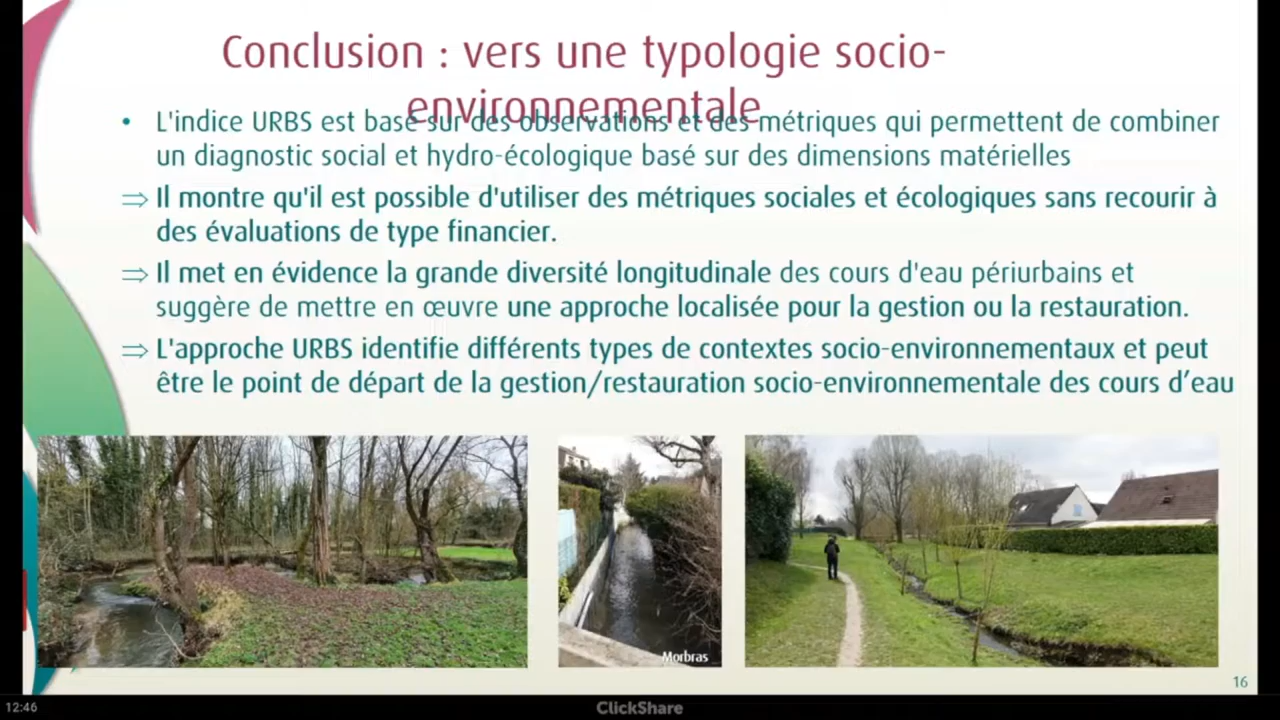 Conclusion : vers une typologie socio-
environnementale
• L'indice URBS est basé sur des observations et des métriques qui permettent de combiner
un diagnostic social et hydro-écologique basé sur des dimensions matérielles
⇒ Il montre qu'il est possible d'utiliser des métriques sociales et écologiques sans recourir à
des évaluations de type financier.
⇒ Il met en évidence la grande diversité longitudinale des cours d'eau périurbains et
suggère de mettre en œuvre une approche localisée pour la gestion ou la restauration.
⇒ L'approche URBS identifie différents types de contextes socio-environnementaux et peut
être le point de départ de la gestion/restauration socio-environnementale des cours d’eau
Morbras
16
12:46
ClickShare